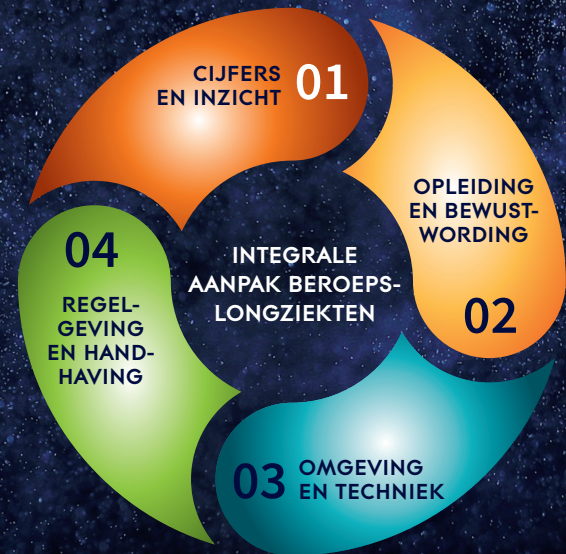 CIJFERS
EN INZICHT
01
OPLEIDING
EN BEWUST-
WORDING
02
INTEGRALE
AANPAK BEROEPS-
LONGZIEKTEN
03
OMGEVING
EN TECHNIEK
04
REGEL-
GEVING
EN HAND-
HAVING